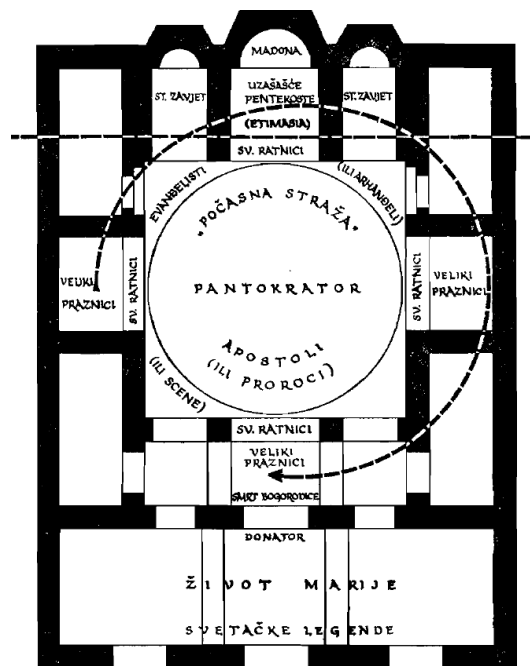 MADONA
ST. ZAVJET
UZAŠAŠĆE
PENTEKOSTE
(ETIMASIA)
ST. ZAVJET
SV. RATNICI
EVANĐELISTI
(ILI ARHANĐELI)
„POČASNA STRAŽA”
VELIKI
PRAZNICI
SV. RATNICI
PANTOKRATOR
SV. RATNICI
VELIKI
PRAZNICI
APOSTOLI
(ILI PROROCI)
(ILI SCENE)
SV. RATNICI
VELIKI
PRAZNICI
SMRT BOGORODICE
DONATOR
ŽIVOT MARIJE
SVETAČKE LEGENDE